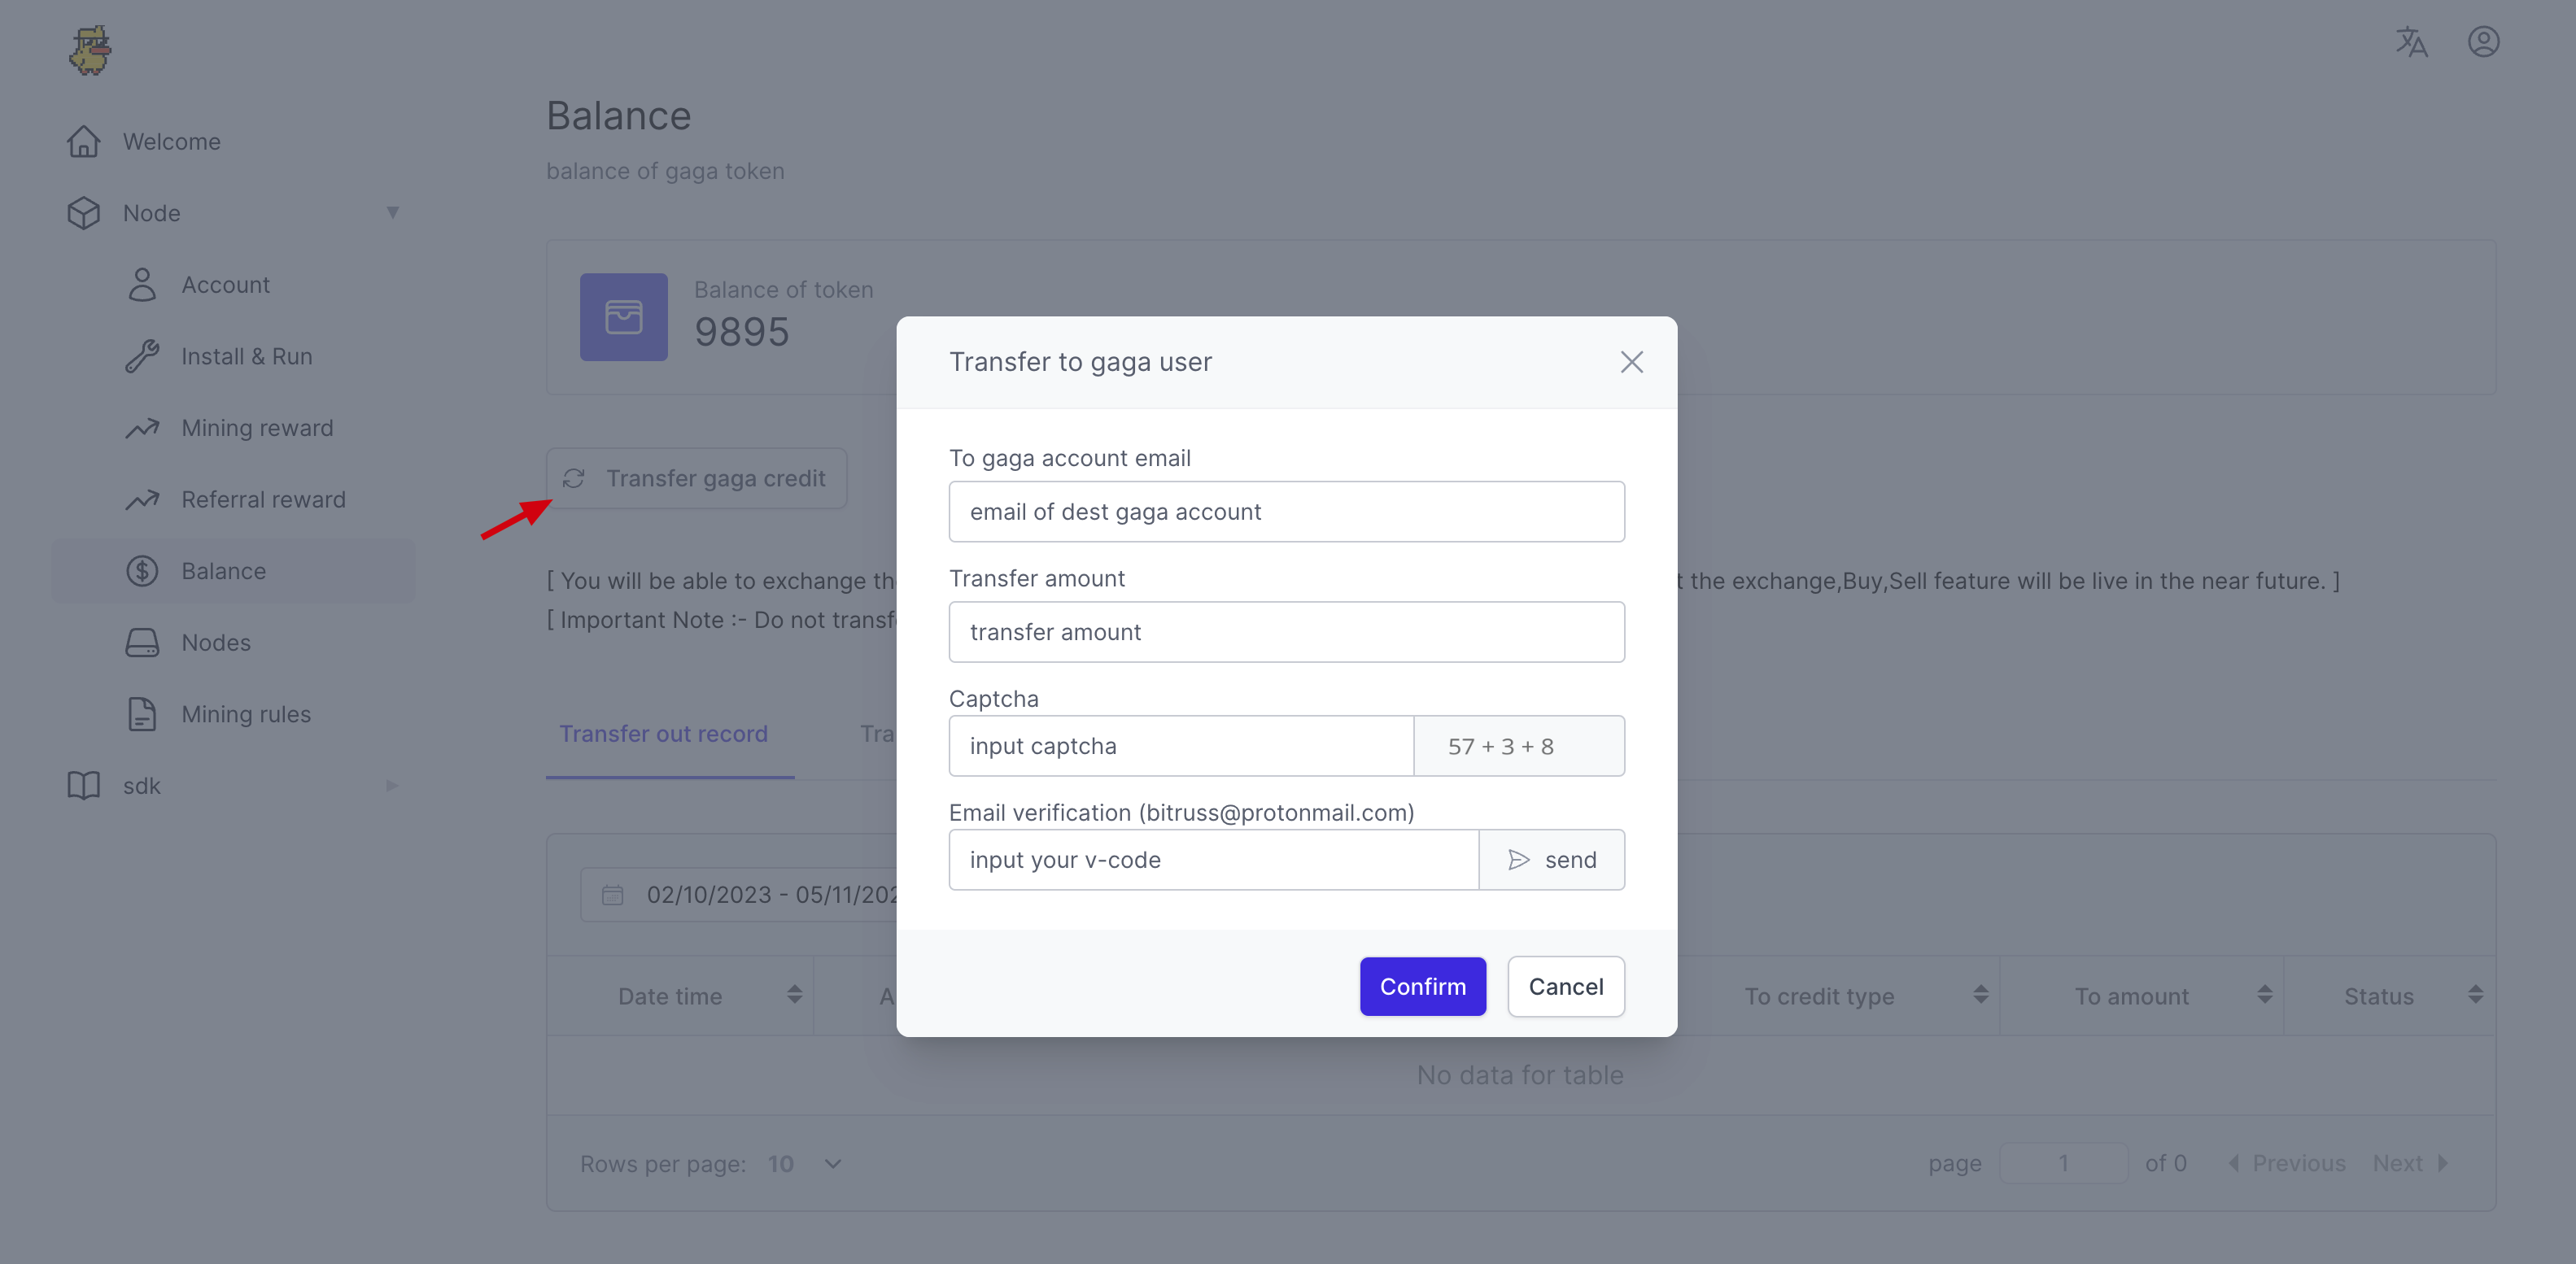 Welcome
Node
Account
Install & Run
Mining reward
Referral reward
Balance
Nodes
Mining rules
sdk
Balance
balance of gaga token
Balance of token
9895
Transfer gaga credit
[ You will be able to exchange
t the exchange,Buy,Sell feature will be live in the near future. ]
[ Important Note :- Do not
Transfer out record
02/10/2023 - 05/11/202
Date time
To credit type
To amount
Status
No data for table
Rows per page: 10
page 1 of 0 Previous Next
Transfer to gaga user
To gaga account email
email of dest gaga account
Transfer amount
transfer amount
Captcha
input captcha
57 + 3 + 8
Email verification (bitruss@protonmail.com)
input your v-code
send
Confirm
Cancel